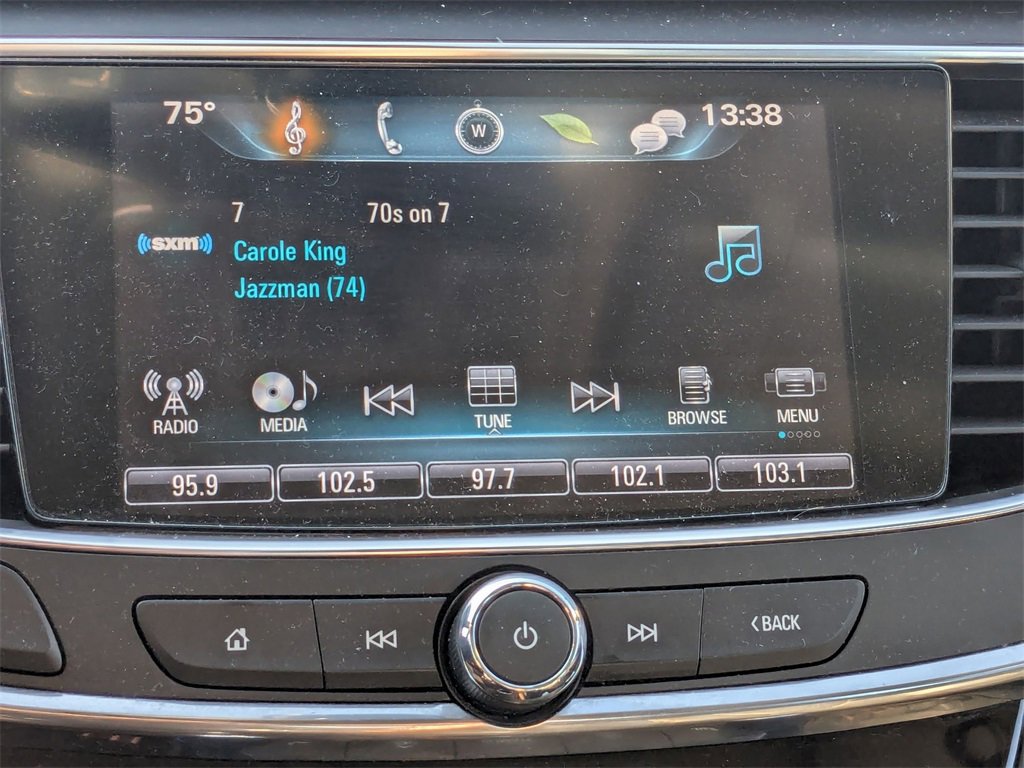 75° W 13:38
7 70s on 7
sxm
Carole King
Jazzman (74)
RADIO MEDIA TUNE BROWSE MENU
95.9 102.5 97.7 102.1 103.1
BACK